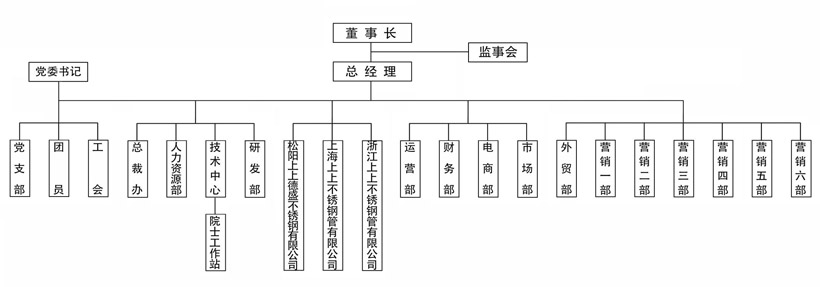 董事长
监事会
党委书记
总经理
党支部
团员
工会
总裁办
人力资源部
技术中心
研发部
松阳上上德盛不锈钢有限公司
上海上上不锈钢管有限公司
浙江上上不锈钢管有限公司
运营部
财务部
电商部
市场部
外贸部
营销一部
营销二部
营销三部
营销四部
营销五部
营销六部
院士工作站